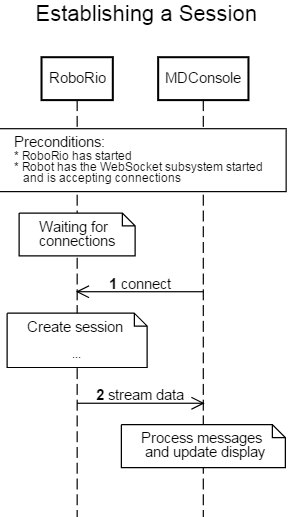 Establishing a Session
RoboRio
MDConsole
Preconditions:
* RoboRio has started
* Robot has the WebSocket subsystem started
and is accepting connections
Waiting for
connections
1 connect
Create session
...
2 stream data
Process messages
and update display